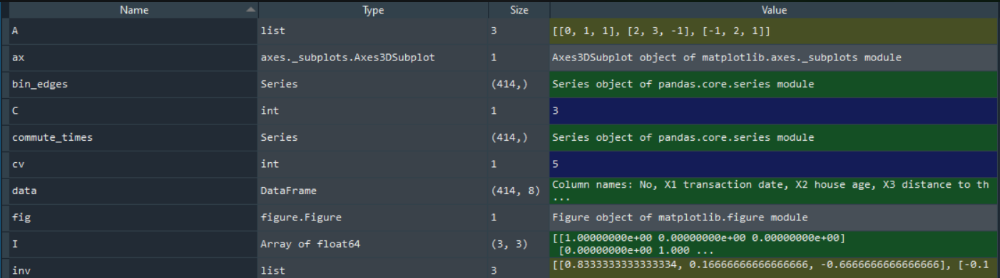 Name Type Size Value
A list 3 [[0, 1, 1], [2, 3, -1], [-1, 2, 1]]
ax axes._subplots.Axes3DSubplot 1 Axes3DSubplot object of matplotlib.axes._subplots module
bin_edges Series (414,) Series object of pandas.core.series module
C int 1 3
commute_times Series (414,) Series object of pandas.core.series module
cv int 1 5
data DataFrame (414, 8) Column names: No, X1 transaction date, X2 house age, X3 distance to th
...
fig figure.Figure 1 Figure object of matplotlib.figure module
I Array of float64 (3, 3) [[1.00000000e+00 0.00000000e+00 0.00000000e+00]
[0.00000000e+00 1.000 ...
inv list 3 [[0.8333333333333334, 0.16666666666666666, -0.6666666666666666], [-0.1